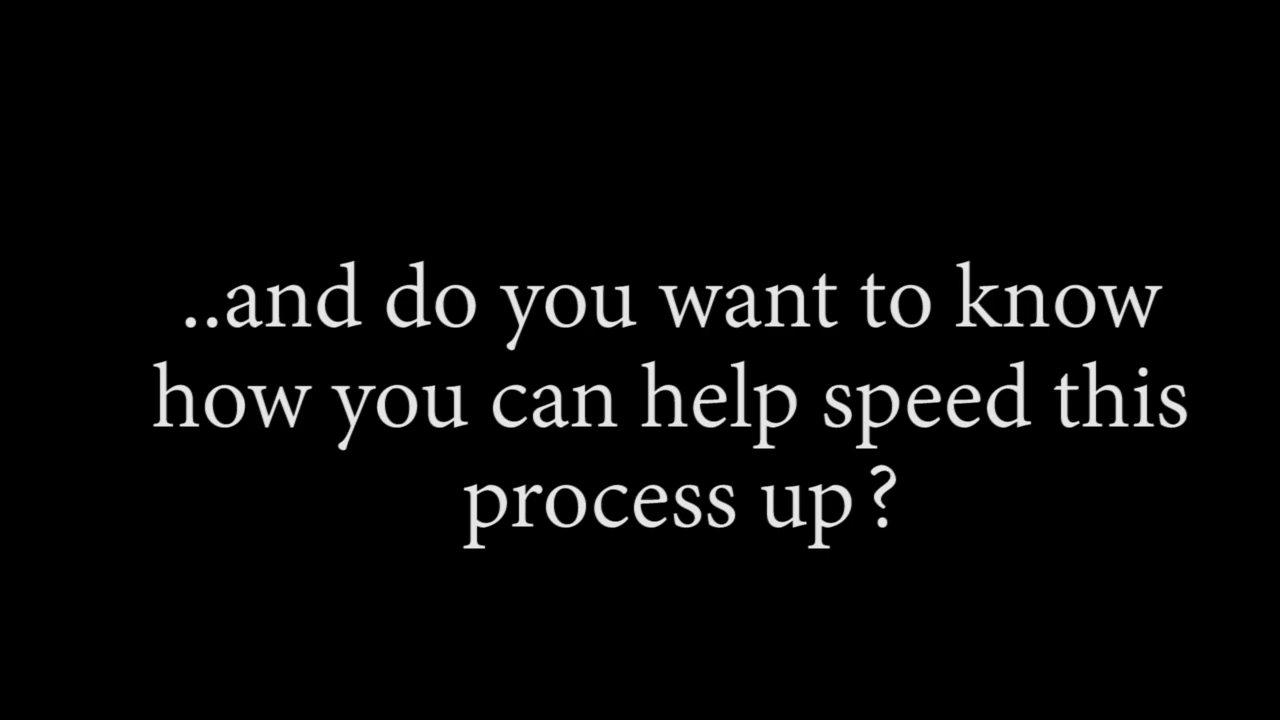 ..and do you want to know
how you can help speed this
process up ?